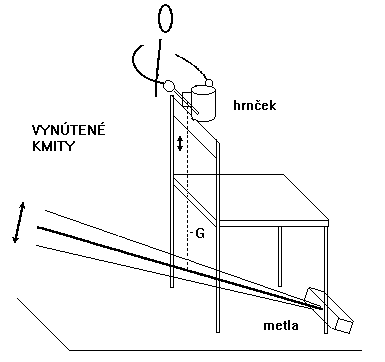 hrnček
VYNÚTENÉ
KMITY
G
metla